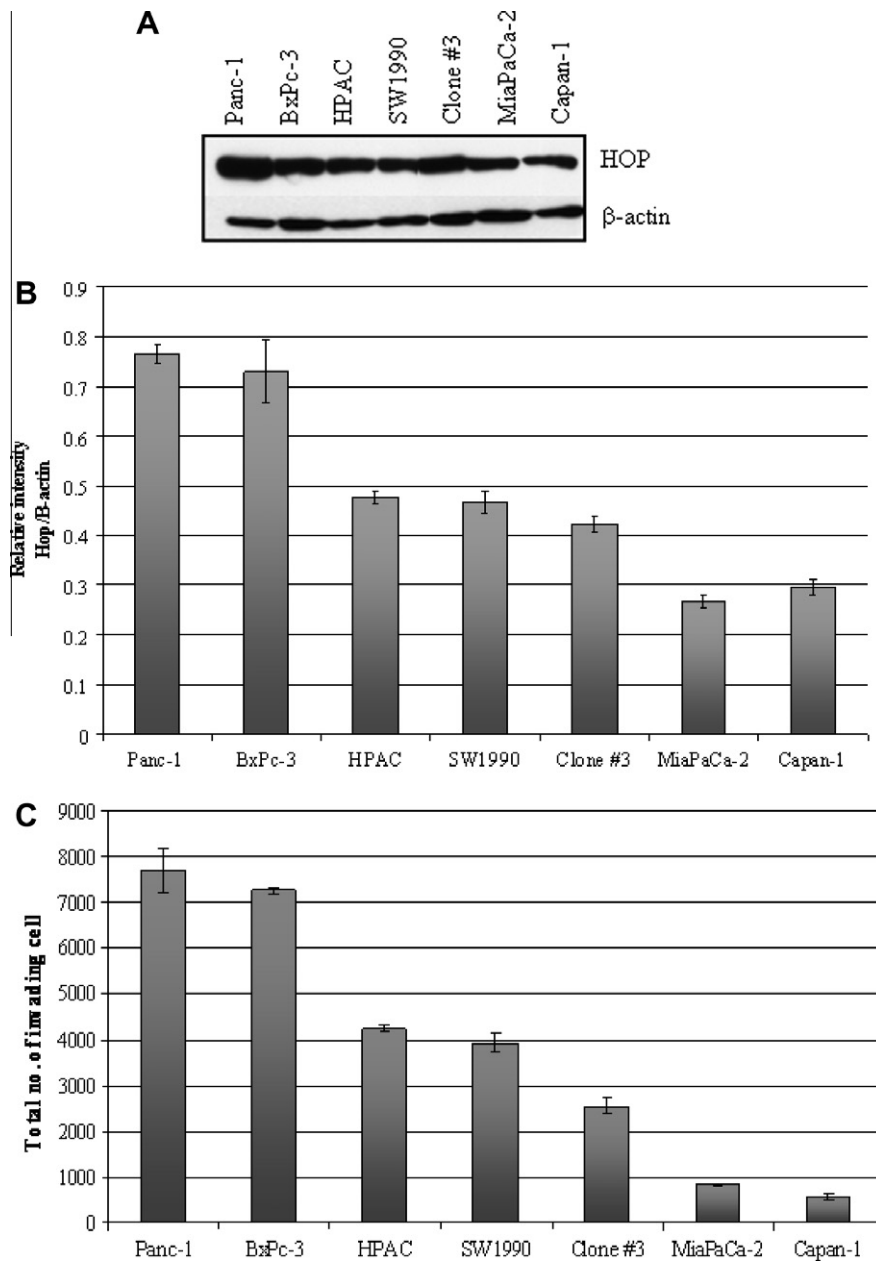 A
Panc-1
BxPc-3
HPAC
SW1990
Clone #3
MiaPaCa-2
Capan-1
HOP
β-actin
B
Relative intensity
Hop/B-actin
0.9
0.8
0.7
0.6
0.5
0.4
0.3
0.2
0.1
0
Panc-1 BxPc-3 HPAC SW1990 Clone #3 MiaPaCa-2 Capan-1
C
Total no. of invading cell
9000
8000
7000
6000
5000
4000
3000
2000
1000
0
Panc-1 BxPc-3 HPAC SW1990 Clone #3 MiaPaCa-2 Capan-1